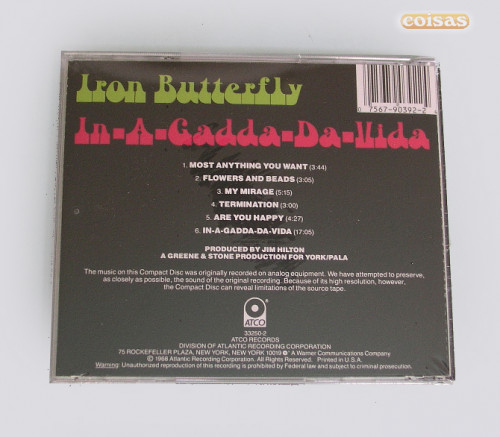 eoisas
Iron Butterfly
0 7567-90392-2
In-A-Gadda-Da-Vida
1. MOST ANYTHING YOU WANT (3:44)
2. FLOWERS AND BEADS (3:05)
3. MY MIRAGE (5:15)
4. TERMINATION (3:00)
5. ARE YOU HAPPY (4:27)
6. IN-A-GADDA-DA-VIDA (17:05)
PRODUCED BY JIM HILTON
A GREENE & STONE PRODUCTION FOR YORK/PALA
The music on this Compact Disc was originally recorded on analog equipment. We have attempted to preserve,
as closely as possible, the sound of the original recording. Because of its high resolution, however,
the Compact Disc can reveal limitations of the source tape.
ATCO
33250-2
ATCO RECORDS
DIVISION OF ATLANTIC RECORDING CORPORATION
75 ROCKEFELLER PLAZA, NEW YORK, NEW YORK 10019 ℗* A Warner Communications Company.
© 1968 Atlantic Recording Corporation. All Rights Reserved. Printed in U.S.A.
Warning: Unauthorized reproduction of this recording is prohibited by Federal law and subject to criminal prosecution.